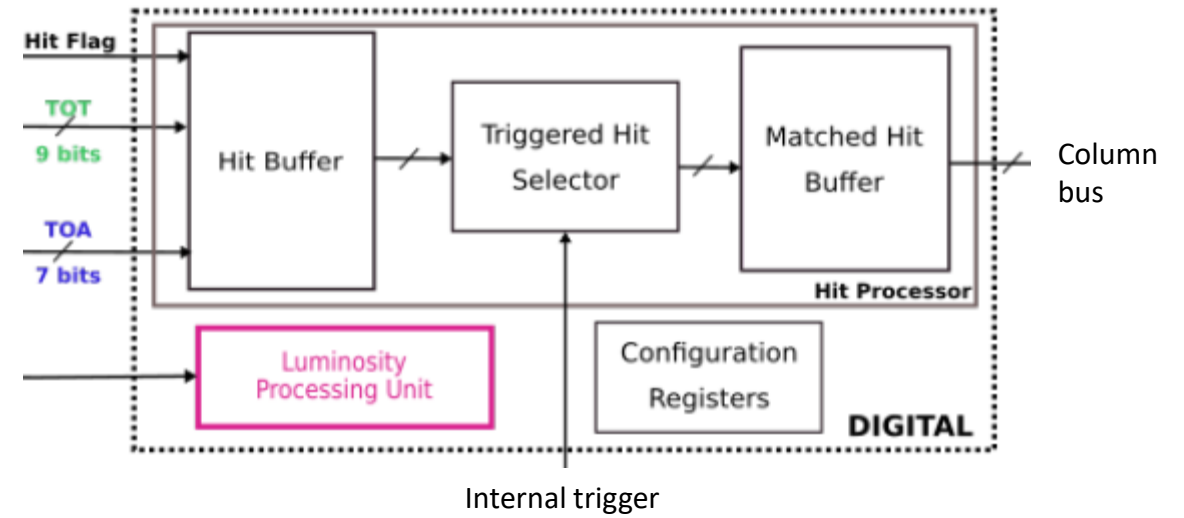 Hit Flag
TOT
9 bits
TOA
7 bits
Hit Buffer
Triggered Hit
Selector
Matched Hit
Buffer
Hit Processor
Column
bus
Luminosity
Processing Unit
Configuration
Registers
DIGITAL
Internal trigger